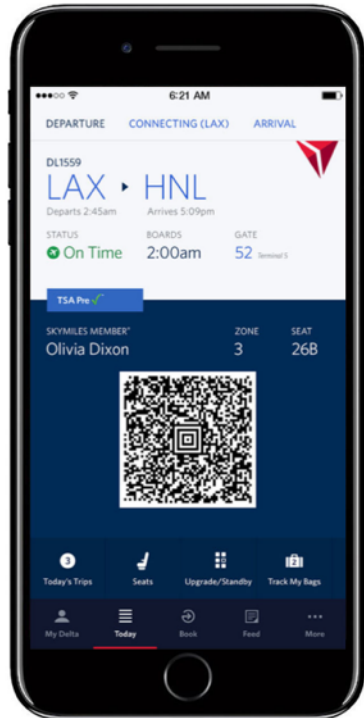 6:21 AM
DEPARTURE CONNECTING (LAX) ARRIVAL
DL1559
LAX ▸ HNL
Departs 2:45am Arrives 5:09pm
STATUS BOARDS GATE
On Time 2:00am 52 Terminal 5
TSA Pre✓
SKYMILES MEMBER® ZONE SEAT
Olivia Dixon 3 26B
3 2
Today's Trips Seats Upgrade/Standby Track My Bags
My Delta Today Book Feed More